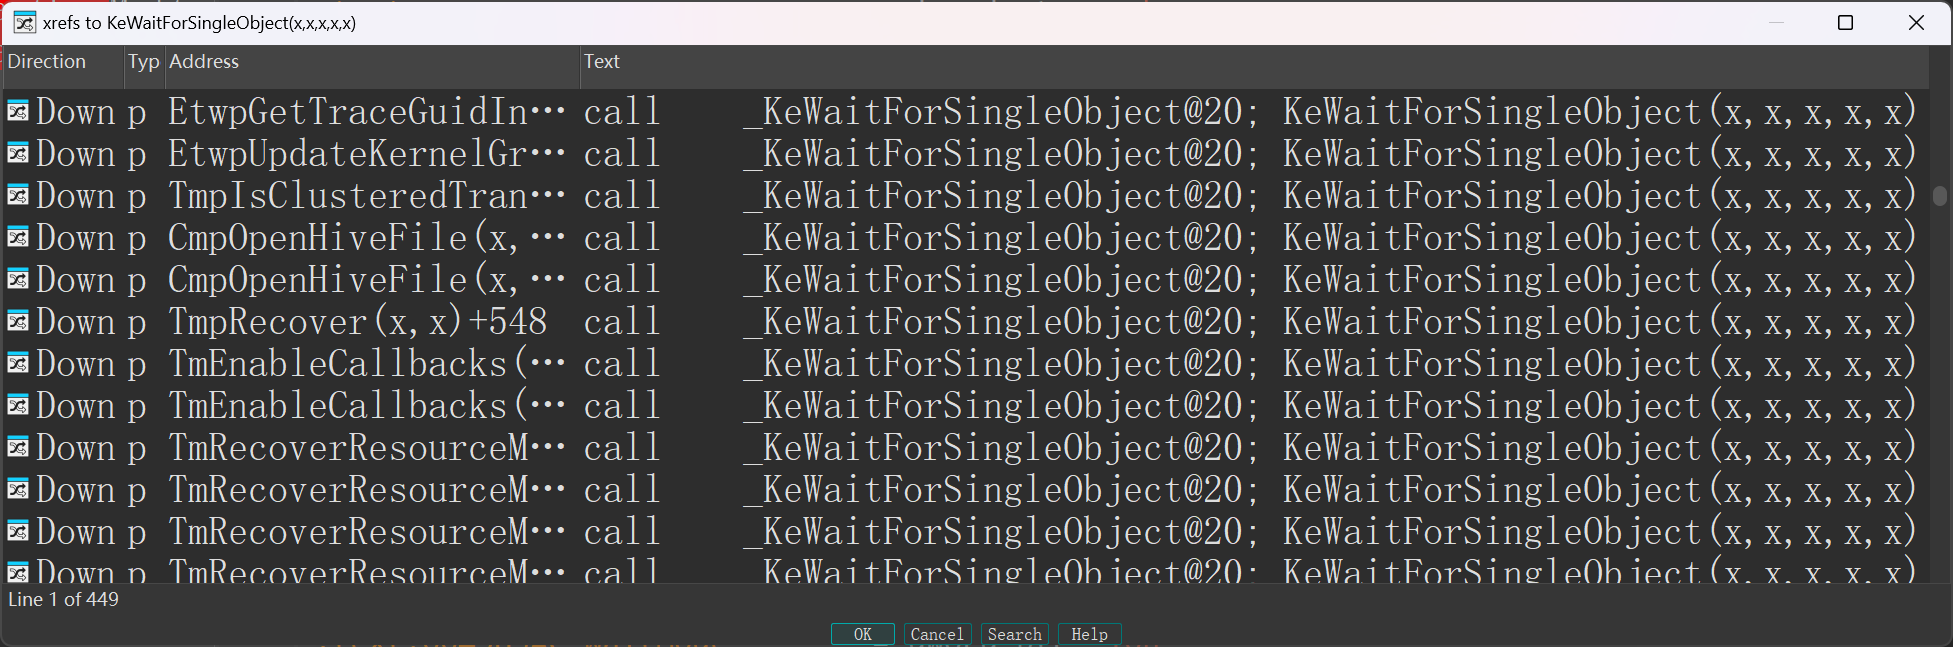 xrefs to KeWaitForSingleObject(x,x,x,x,x)
Direction Typ Address Text
Down p EtwpGetTraceGuidIn… call _KeWaitForSingleObject@20; KeWaitForSingleObject(x,x,x,x,x)
Down p EtwpUpdateKernelGr… call _KeWaitForSingleObject@20; KeWaitForSingleObject(x,x,x,x,x)
Down p TmpIsClusteredTran… call _KeWaitForSingleObject@20; KeWaitForSingleObject(x,x,x,x,x)
Down p CmpOpenHiveFile(x,… call _KeWaitForSingleObject@20; KeWaitForSingleObject(x,x,x,x,x)
Down p CmpOpenHiveFile(x,… call _KeWaitForSingleObject@20; KeWaitForSingleObject(x,x,x,x,x)
Down p TmpRecover(x,x)+548 call _KeWaitForSingleObject@20; KeWaitForSingleObject(x,x,x,x,x)
Down p TmEnableCallbacks(… call _KeWaitForSingleObject@20; KeWaitForSingleObject(x,x,x,x,x)
Down p TmEnableCallbacks(… call _KeWaitForSingleObject@20; KeWaitForSingleObject(x,x,x,x,x)
Down p TmRecoverResourceM… call _KeWaitForSingleObject@20; KeWaitForSingleObject(x,x,x,x,x)
Down p TmRecoverResourceM… call _KeWaitForSingleObject@20; KeWaitForSingleObject(x,x,x,x,x)
Down p TmRecoverResourceM… call _KeWaitForSingleObject@20; KeWaitForSingleObject(x,x,x,x,x)
Down p TmRecoverResourceM… call _KeWaitForSingleObject@20; KeWaitForSingleObject(x,x,x,x,x)
Line 1 of 449
OK Cancel Search Help